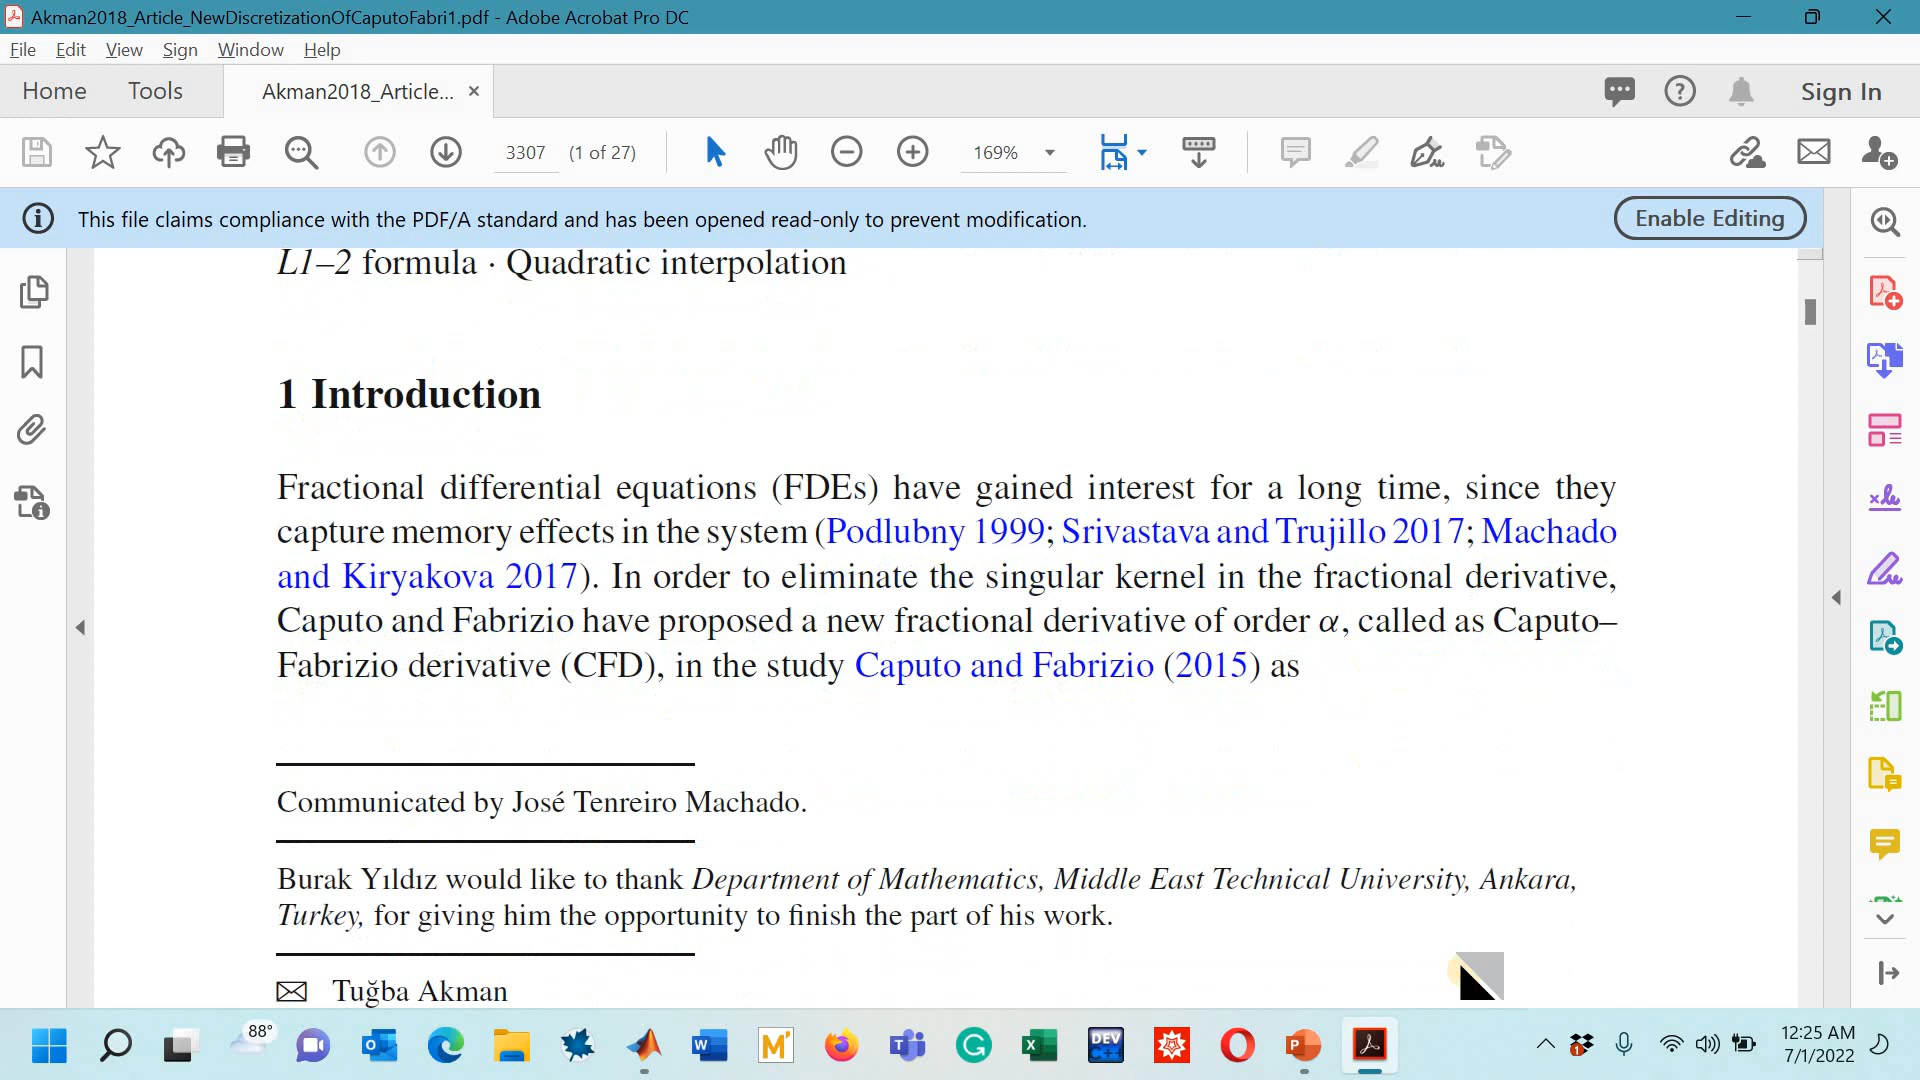 Akman2018_Article_NewDiscretizationOfCaputoFabri1.pdf - Adobe Acrobat Pro DC
File Edit View Sign Window Help
Home Tools Akman2018_Article... × Sign In
3307 (1 of 27) 169%
This file claims compliance with the PDF/A standard and has been opened read-only to prevent modification. Enable Editing
L1–2 formula · Quadratic interpolation
1 Introduction
Fractional differential equations (FDEs) have gained interest for a long time, since they
capture memory effects in the system (Podlubny 1999; Srivastava and Trujillo 2017; Machado
and Kiryakova 2017). In order to eliminate the singular kernel in the fractional derivative,
Caputo and Fabrizio have proposed a new fractional derivative of order α, called as Caputo–
Fabrizio derivative (CFD), in the study Caputo and Fabrizio (2015) as
Communicated by José Tenreiro Machado.
Burak Yıldız would like to thank Department of Mathematics, Middle East Technical University, Ankara,
Turkey, for giving him the opportunity to finish the part of his work.
Tuğba Akman
88°
DEV C++
12:25 AM
7/1/2022